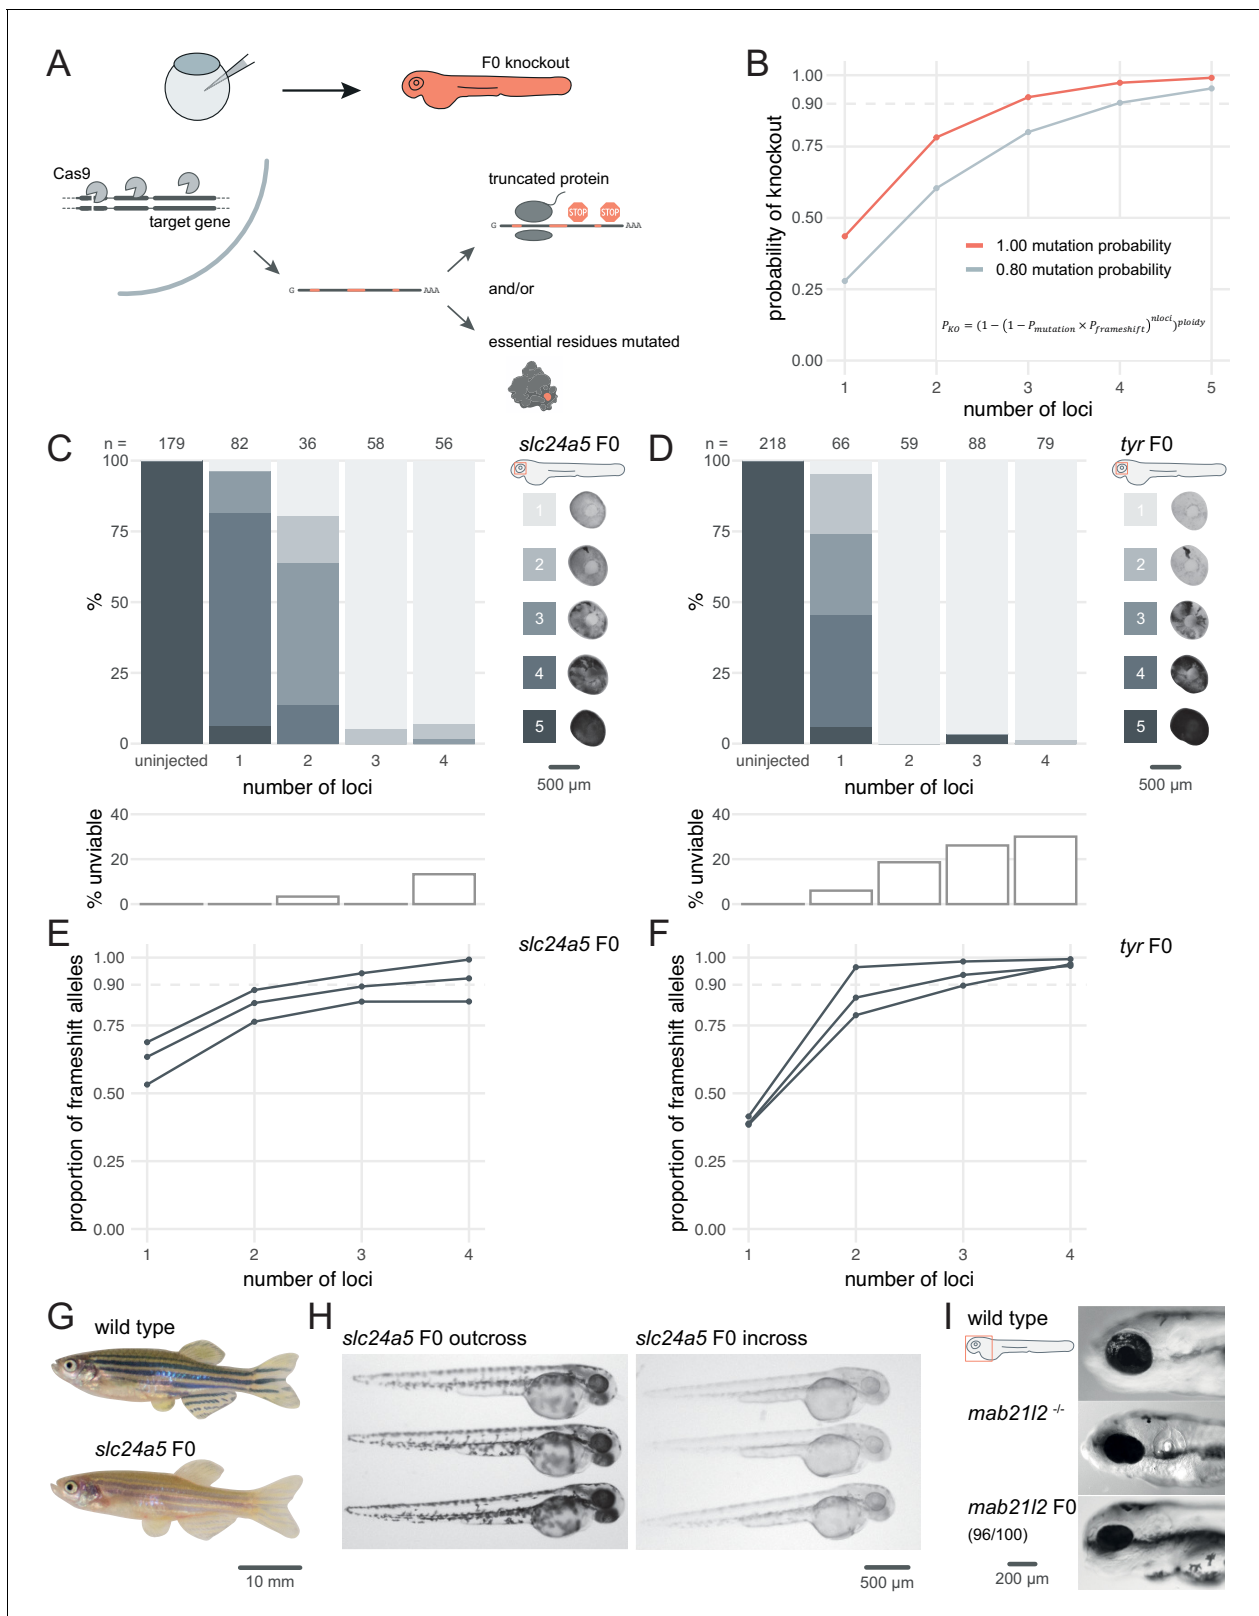 A
F0 knockout
Cas9
target gene
truncated protein
STOP STOP
G AAA
G AAA
and/or
essential residues mutated
B
probability of knockout
1.00
0.90
0.75
0.50
0.25
0.00
1.00 mutation probability
0.80 mutation probability
P_KO = (1 − (1 − P_mutation × P_frameshift)^nloci)^ploidy
1 2 3 4 5
number of loci
C
n = 179 82 36 58 56
slc24a5 F0
%
100
75
50
25
0
uninjected 1 2 3 4
number of loci
1
2
3
4
5
500 µm
% unviable
40
20
0
D
n = 218 66 59 88 79
tyr F0
%
100
75
50
25
0
uninjected 1 2 3 4
number of loci
1
2
3
4
5
500 µm
% unviable
40
20
0
E
slc24a5 F0
proportion of frameshift alleles
1.00
0.90
0.75
0.50
0.25
0.00
1 2 3 4
number of loci
F
tyr F0
proportion of frameshift alleles
1.00
0.90
0.75
0.50
0.25
0.00
1 2 3 4
number of loci
G
wild type
slc24a5 F0
10 mm
H
slc24a5 F0 outcross
slc24a5 F0 incross
500 µm
I
wild type
mab21l2 -/-
mab21l2 F0
(96/100)
200 µm